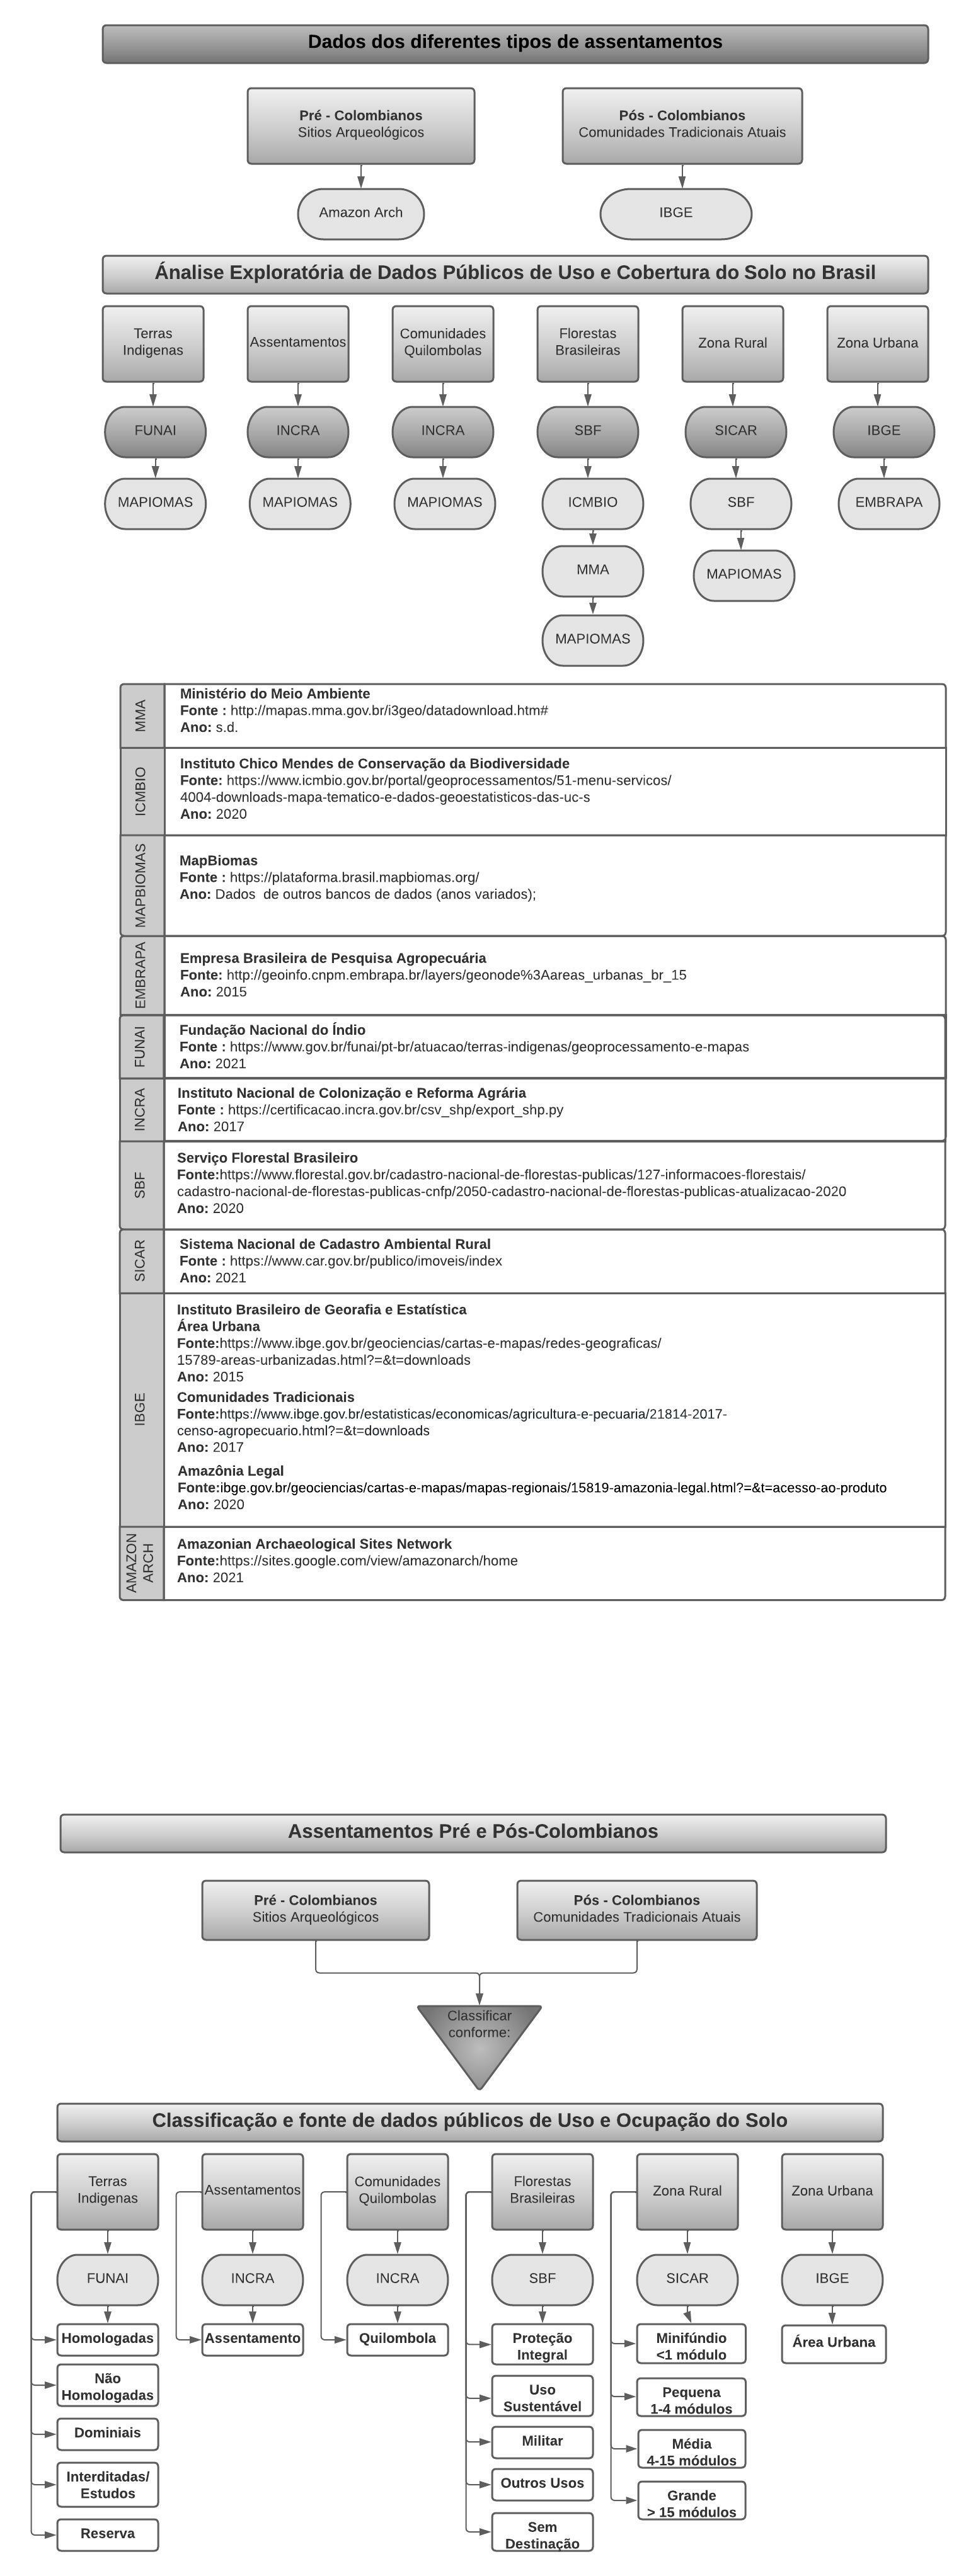 Dados dos diferentes tipos de assentamentos
Pré - Colombianos
Sitios Arqueológicos
Pós - Colombianos
Comunidades Tradicionais Atuais
Amazon Arch
IBGE
Ánalise Exploratória de Dados Públicos de Uso e Cobertura do Solo no Brasil
Terras
Indigenas
Assentamentos
Comunidades
Quilombolas
Florestas
Brasileiras
Zona Rural
Zona Urbana
FUNAI
INCRA
INCRA
SBF
SICAR
IBGE
MAPIOMAS
MAPIOMAS
MAPIOMAS
ICMBIO
SBF
EMBRAPA
MMA
MAPIOMAS
MAPIOMAS
MMA
Ministério do Meio Ambiente
Fonte : http://mapas.mma.gov.br/i3geo/datadownload.htm#
Ano: s.d.
ICMBIO
Instituto Chico Mendes de Conservação da Biodiversidade
Fonte: https://www.icmbio.gov.br/portal/geoprocessamentos/51-menu-servicos/
4004-downloads-mapa-tematico-e-dados-geoestatisticos-das-uc-s
Ano: 2020
MAPBIOMAS
MapBiomas
Fonte : https://plataforma.brasil.mapbiomas.org/
Ano: Dados  de outros bancos de dados (anos variados);
EMBRAPA
Empresa Brasileira de Pesquisa Agropecuária
Fonte: http://geoinfo.cnpm.embrapa.br/layers/geonode%3Aareas_urbanas_br_15
Ano: 2015
FUNAI
Fundação Nacional do Índio
Fonte : https://www.gov.br/funai/pt-br/atuacao/terras-indigenas/geoprocessamento-e-mapas
Ano: 2021
INCRA
Instituto Nacional de Colonização e Reforma Agrária
Fonte : https://certificacao.incra.gov.br/csv_shp/export_shp.py
Ano: 2017
SBF
Serviço Florestal Brasileiro
Fonte:https://www.florestal.gov.br/cadastro-nacional-de-florestas-publicas/127-informacoes-florestais/
cadastro-nacional-de-florestas-publicas-cnfp/2050-cadastro-nacional-de-florestas-publicas-atualizacao-2020
Ano: 2020
SICAR
Sistema Nacional de Cadastro Ambiental Rural
Fonte : https://www.car.gov.br/publico/imoveis/index
Ano: 2021
IBGE
Instituto Brasileiro de Georafia e Estatística
Área Urbana
Fonte:https://www.ibge.gov.br/geociencias/cartas-e-mapas/redes-geograficas/
15789-areas-urbanizadas.html?=&t=downloads
Ano: 2015
Comunidades Tradicionais
Fonte:https://www.ibge.gov.br/estatisticas/economicas/agricultura-e-pecuaria/21814-2017-
censo-agropecuario.html?=&t=downloads
Ano: 2017
Amazônia Legal
Fonte:ibge.gov.br/geociencias/cartas-e-mapas/mapas-regionais/15819-amazonia-legal.html?=&t=acesso-ao-produto
Ano: 2020
AMAZON
ARCH
Amazonian Archaeological Sites Network
Fonte:https://sites.google.com/view/amazonarch/home
Ano: 2021
Assentamentos Pré e Pós-Colombianos
Pré - Colombianos
Sitios Arqueológicos
Pós - Colombianos
Comunidades Tradicionais Atuais
Classificar
conforme:
Classificação e fonte de dados públicos de Uso e Ocupação do Solo
Terras
Indigenas
Assentamentos
Comunidades
Quilombolas
Florestas
Brasileiras
Zona Rural
Zona Urbana
FUNAI
INCRA
INCRA
SBF
SICAR
IBGE
Homologadas
Não
Homologadas
Dominiais
Interditadas/
Estudos
Reserva
Assentamento
Quilombola
Proteção
Integral
Uso
Sustentável
Militar
Outros Usos
Sem
Destinação
Minifúndio
<1 módulo
Pequena
1-4 módulos
Média
4-15 módulos
Grande
> 15 módulos
Área Urbana